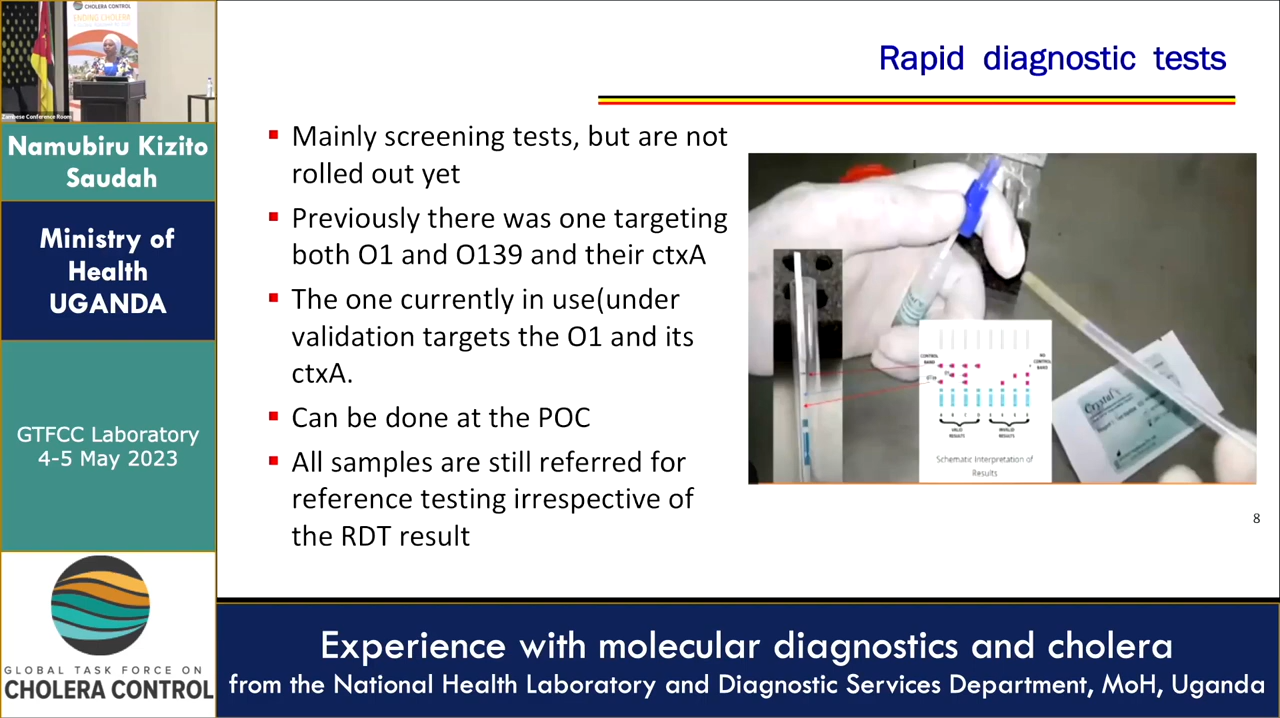 CHOLERA CONTROL
ENDING CHOLERA
Zambese Conference Room
Namubiru Kizito
Saudah
Ministry of
Health
UGANDA
GTFCC Laboratory
4-5 May 2023
GLOBAL TASK FORCE ON
CHOLERA CONTROL
Rapid diagnostic tests
▪ Mainly screening tests, but are not
rolled out yet
▪ Previously there was one targeting
both O1 and O139 and their ctxA
▪ The one currently in use(under
validation targets the O1 and its
ctxA.
▪ Can be done at the POC
▪ All samples are still referred for
reference testing irrespective of
the RDT result
CONTROL
BAND
NO
CONTROL
BAND
VALID
RESULTS
INVALID
RESULTS
Schematic Interpretation of
Results
Crystal
8
Experience with molecular diagnostics and cholera
from the National Health Laboratory and Diagnostic Services Department, MoH, Uganda